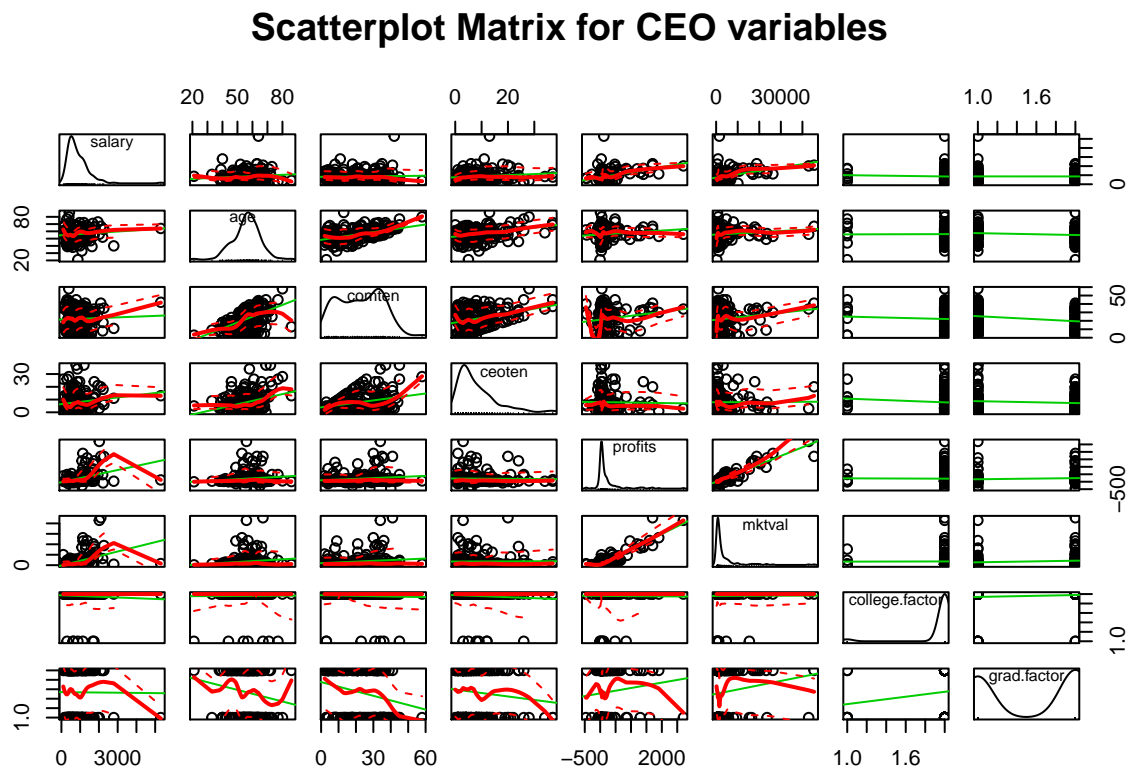 Scatterplot Matrix for CEO variables
20 50 80
0 20
0 30000
1.0 1.6
salary
0
20 80
age
comten
0 50
0 30
ceoten
profits
−500
0
mktval
college.factor
1.0
1.0
grad.factor
0 3000
0 30 60
−500 2000
1.0 1.6